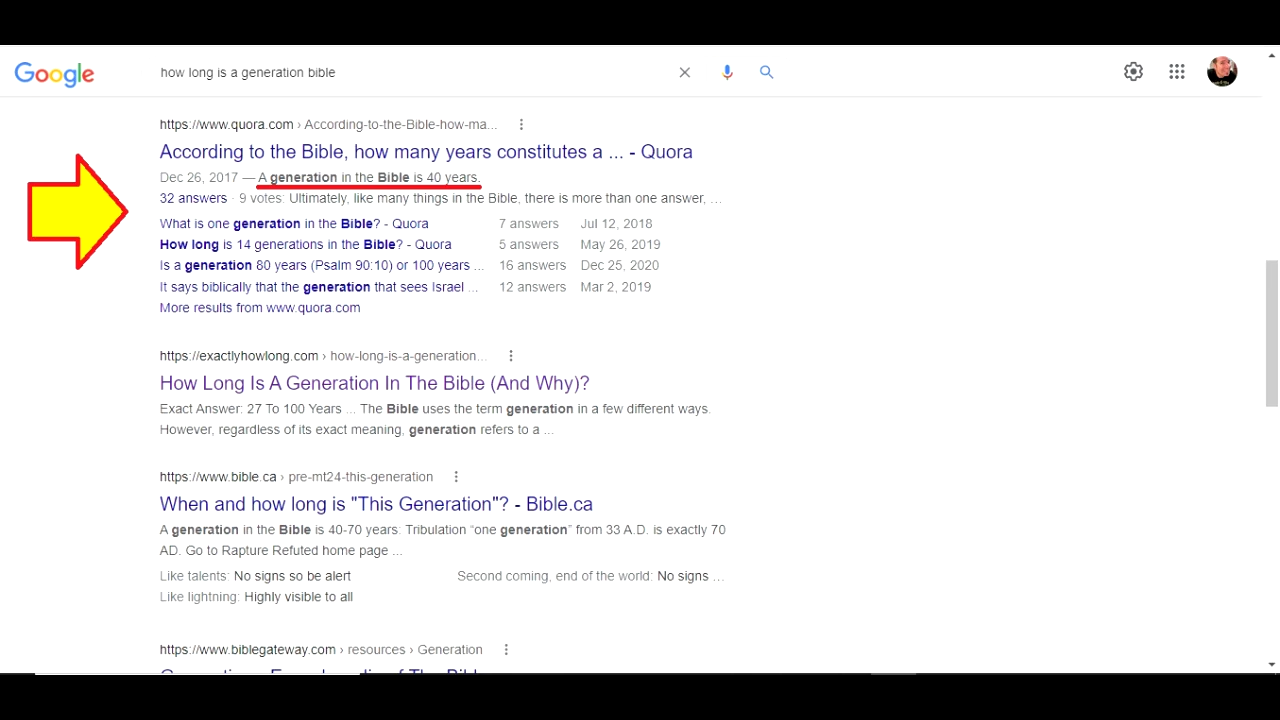 Google
how long is a generation bible
https://www.quora.com › According-to-the-Bible-how-ma...
According to the Bible, how many years constitutes a ... - Quora
Dec 26, 2017 — A generation in the Bible is 40 years.
32 answers · 9 votes: Ultimately, like many things in the Bible, there is more than one answer, ...
What is one generation in the Bible? - Quora 7 answers Jul 12, 2018
How long is 14 generations in the Bible? - Quora 5 answers May 26, 2019
Is a generation 80 years (Psalm 90:10) or 100 years ... 16 answers Dec 25, 2020
It says biblically that the generation that sees Israel ... 12 answers Mar 2, 2019
More results from www.quora.com
https://exactlyhowlong.com › how-long-is-a-generation...
How Long Is A Generation In The Bible (And Why)?
Exact Answer: 27 To 100 Years ... The Bible uses the term generation in a few different ways.
However, regardless of its exact meaning, generation refers to a ...
https://www.bible.ca › pre-mt24-this-generation
When and how long is "This Generation"? - Bible.ca
A generation in the Bible is 40-70 years: Tribulation “one generation” from 33 A.D. is exactly 70
AD. Go to Rapture Refuted home page ...
Like talents: No signs so be alert Second coming, end of the world: No signs ...
Like lightning: Highly visible to all
https://www.biblegateway.com › resources › Generation